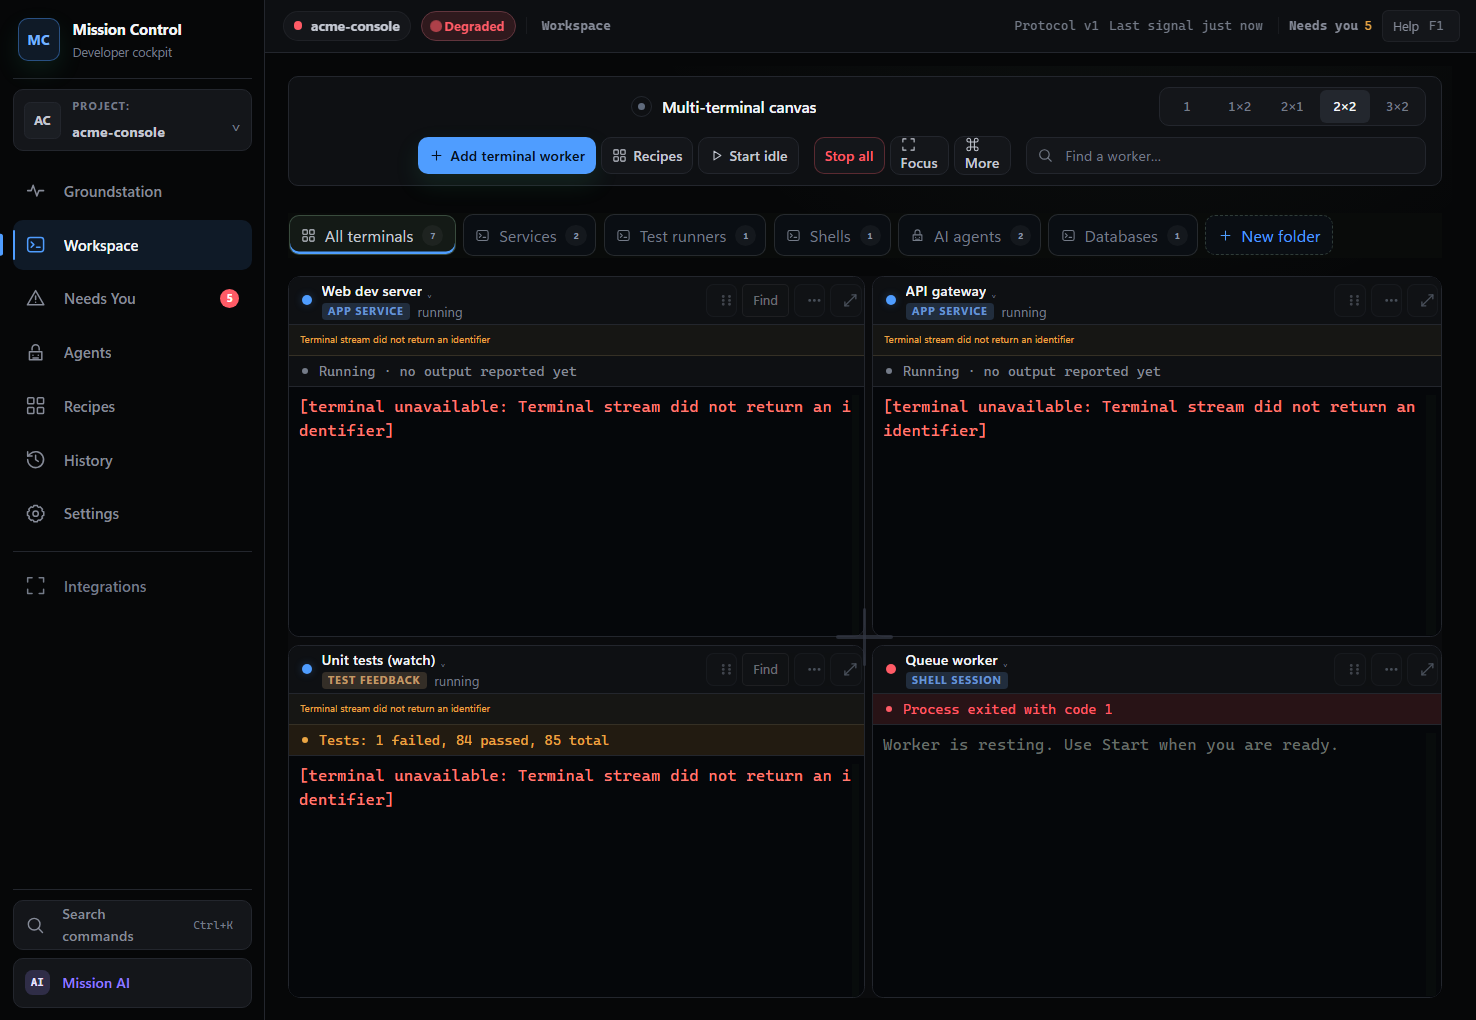 MC
Mission Control
Developer cockpit
AC
PROJECT:
acme-console
Groundstation
Workspace
Needs You 5
Agents
Recipes
History
Settings
Integrations
Search commands Ctrl+K
AI Mission AI
acme-console Degraded Workspace Protocol v1 Last signal just now Needs you 5 Help F1
Multi-terminal canvas 1 1×2 2×1 2×2 3×2
+ Add terminal worker Recipes Start idle Stop all Focus More Find a worker...
All terminals 7 Services 2 Test runners 1 Shells 1 AI agents 2 Databases 1 + New folder
Web dev server
APP SERVICE running
Find
Terminal stream did not return an identifier
Running · no output reported yet
[terminal unavailable: Terminal stream did not return an i
dentifier]
API gateway
APP SERVICE running
Terminal stream did not return an identifier
Running · no output reported yet
[terminal unavailable: Terminal stream did not return an
identifier]
Unit tests (watch)
TEST FEEDBACK running
Find
Terminal stream did not return an identifier
Tests: 1 failed, 84 passed, 85 total
[terminal unavailable: Terminal stream did not return an i
dentifier]
Queue worker
SHELL SESSION
Process exited with code 1
Worker is resting. Use Start when you are ready.